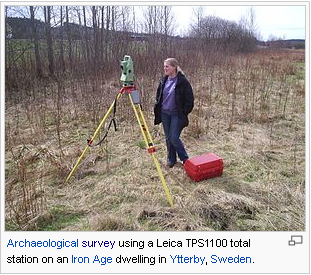 Archaeological survey using a Leica TPS1100 total
station on an Iron Age dwelling in Ytterby, Sweden.